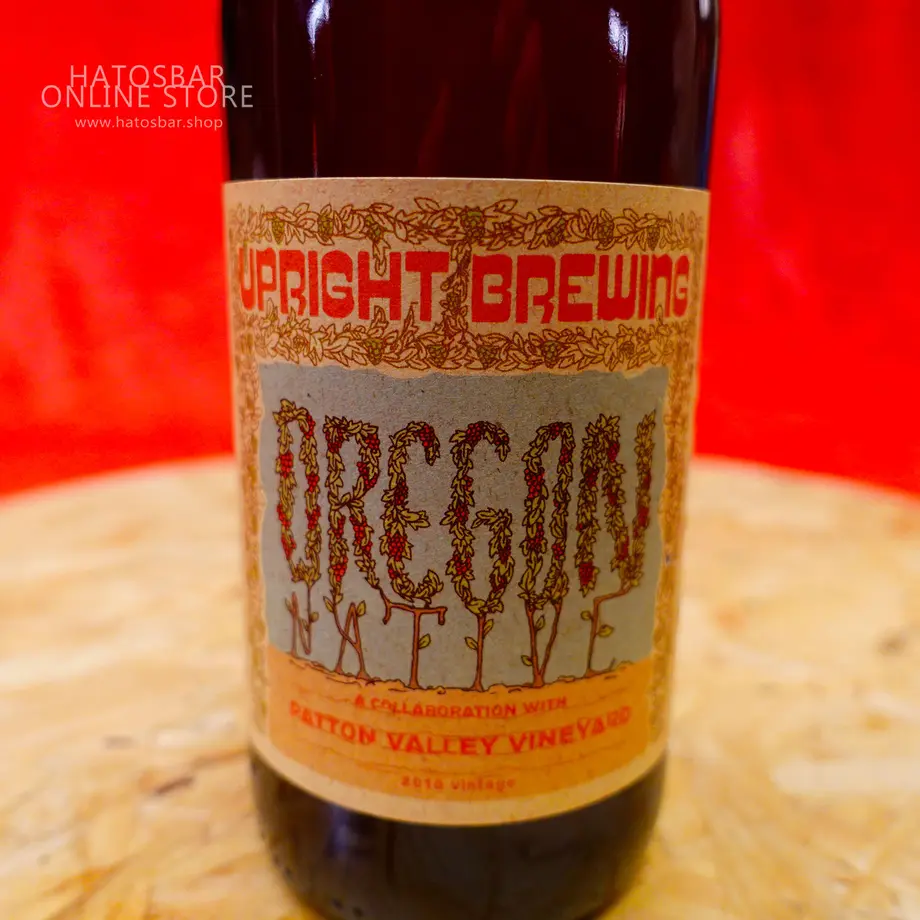 HATOSBAR
ONLINE STORE
www.hatosbar.shop
UPRIGHT BREWING
OREGON
NATIVE
A COLLABORATION WITH
PATTON VALLEY VINEYARD
vintage